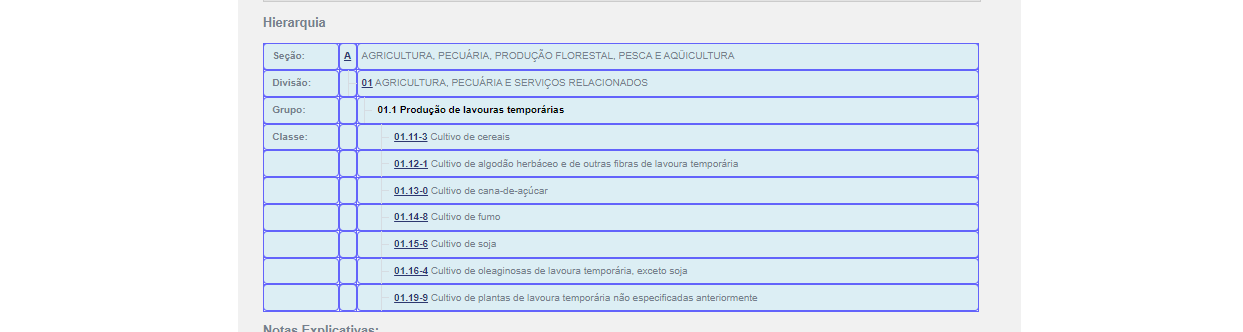 Hierarquia
Seção: A AGRICULTURA, PECUÁRIA, PRODUÇÃO FLORESTAL, PESCA E AQÜICULTURA
Divisão: 01 AGRICULTURA, PECUÁRIA E SERVIÇOS RELACIONADOS
Grupo: 01.1 Produção de lavouras temporárias
Classe: 01.11-3 Cultivo de cereais
01.12-1 Cultivo de algodão herbáceo e de outras fibras de lavoura temporária
01.13-0 Cultivo de cana-de-açúcar
01.14-8 Cultivo de fumo
01.15-6 Cultivo de soja
01.16-4 Cultivo de oleaginosas de lavoura temporária, exceto soja
01.19-9 Cultivo de plantas de lavoura temporária não especificadas anteriormente
Notas Explicativas: